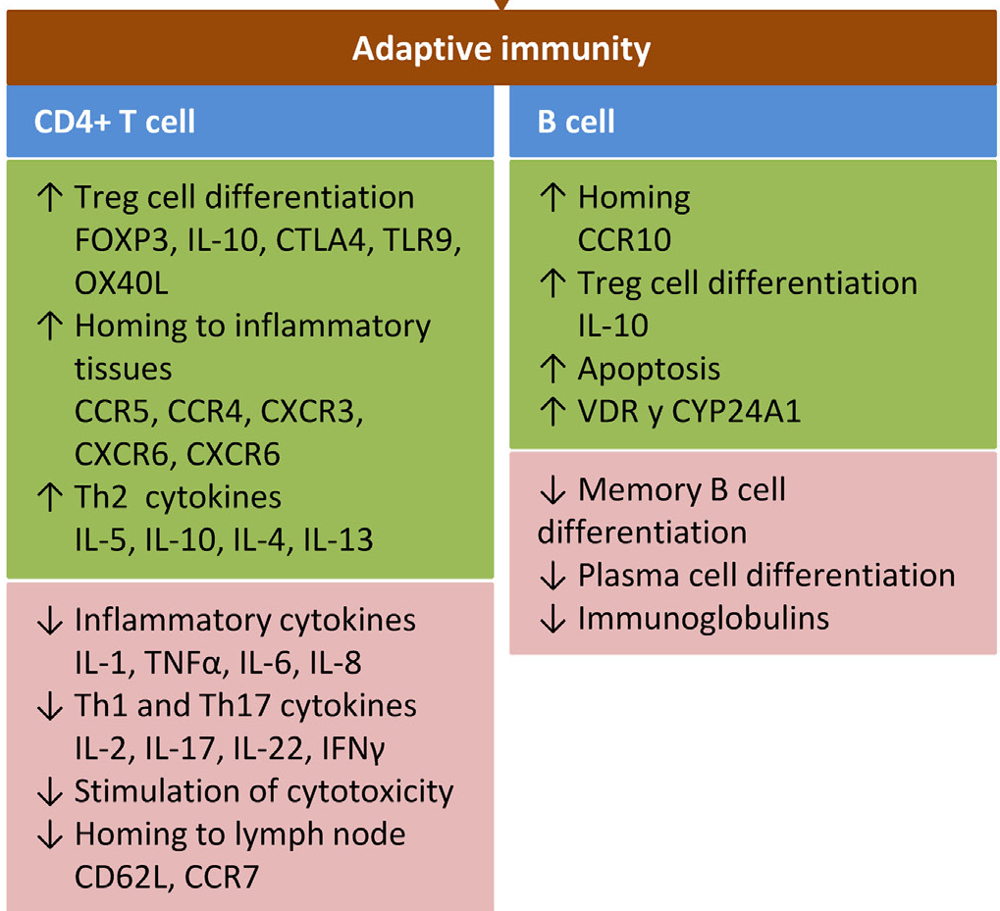 Adaptive immunity
CD4+ T cell
↑ Treg cell differentiation
FOXP3, IL-10, CTLA4, TLR9,
OX40L
↑ Homing to inflammatory
tissues
CCR5, CCR4, CXCR3,
CXCR6, CXCR6
↑ Th2  cytokines
IL-5, IL-10, IL-4, IL-13
↓ Inflammatory cytokines
IL-1, TNFα, IL-6, IL-8
↓ Th1 and Th17 cytokines
IL-2, IL-17, IL-22, IFNγ
↓ Stimulation of cytotoxicity
↓ Homing to lymph node
CD62L, CCR7
B cell
↑ Homing
CCR10
↑ Treg cell differentiation
IL-10
↑ Apoptosis
↑ VDR y CYP24A1
↓ Memory B cell
differentiation
↓ Plasma cell differentiation
↓ Immunoglobulins